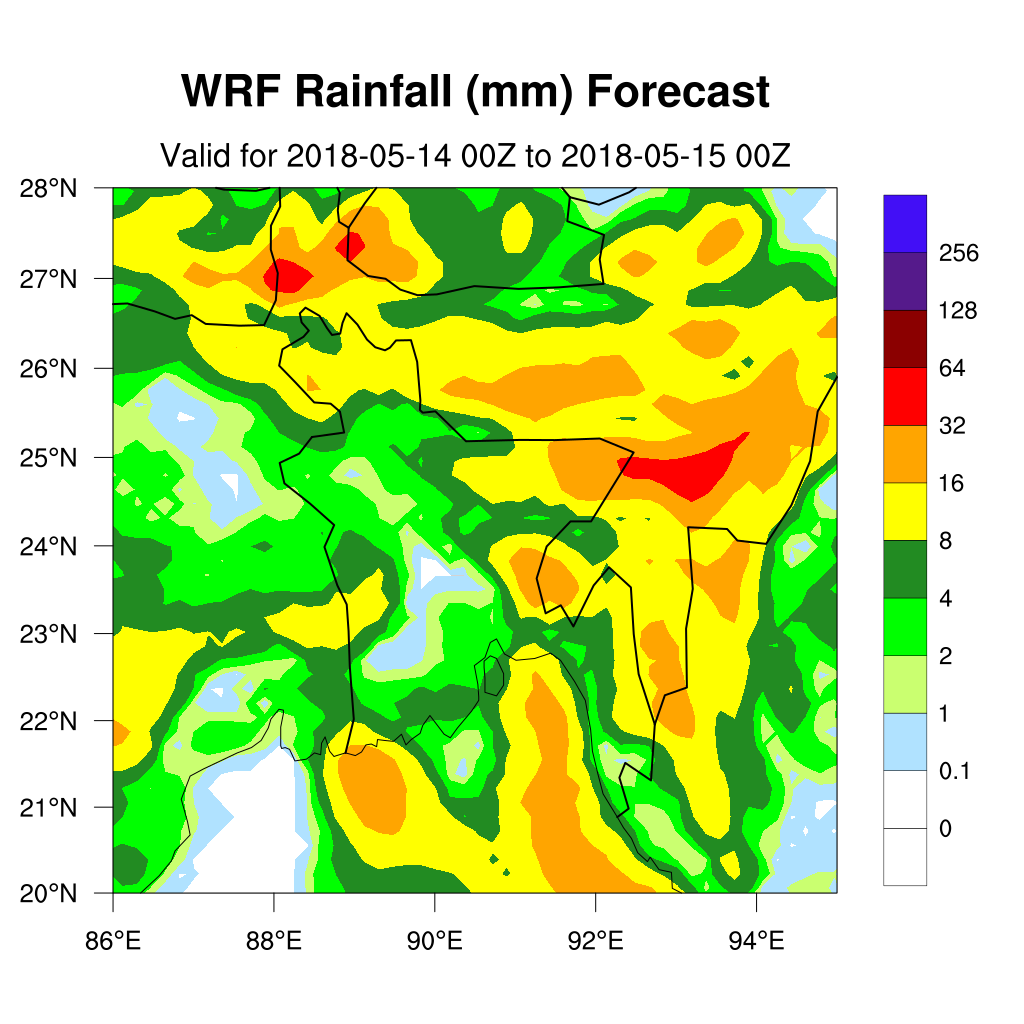 WRF Rainfall (mm) Forecast
Valid for 2018-05-14 00Z to 2018-05-15 00Z
28°N
27°N
26°N
25°N
24°N
23°N
22°N
21°N
20°N
86°E
88°E
90°E
92°E
94°E
256
128
64
32
16
8
4
2
1
0.1
0